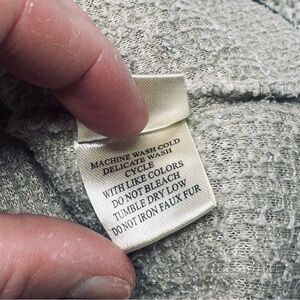 MACHINE WASH COLD
DELICATE WASH
CYCLE
WITH LIKE COLORS
DO NOT BLEACH
TUMBLE DRY LOW
DO NOT IRON FAUX FUR